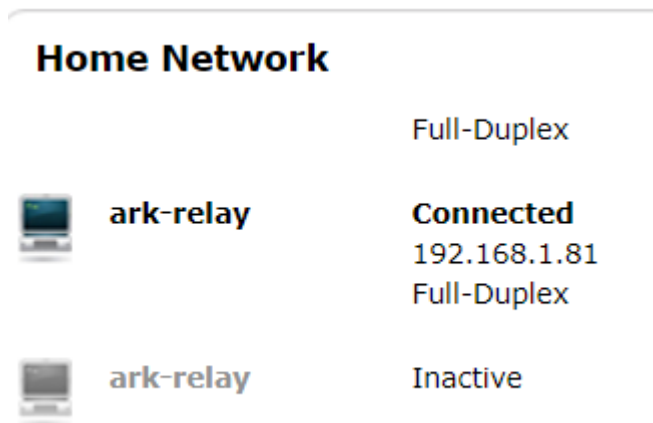 Home Network
Full-Duplex
ark-relay Connected
192.168.1.81
Full-Duplex
ark-relay Inactive